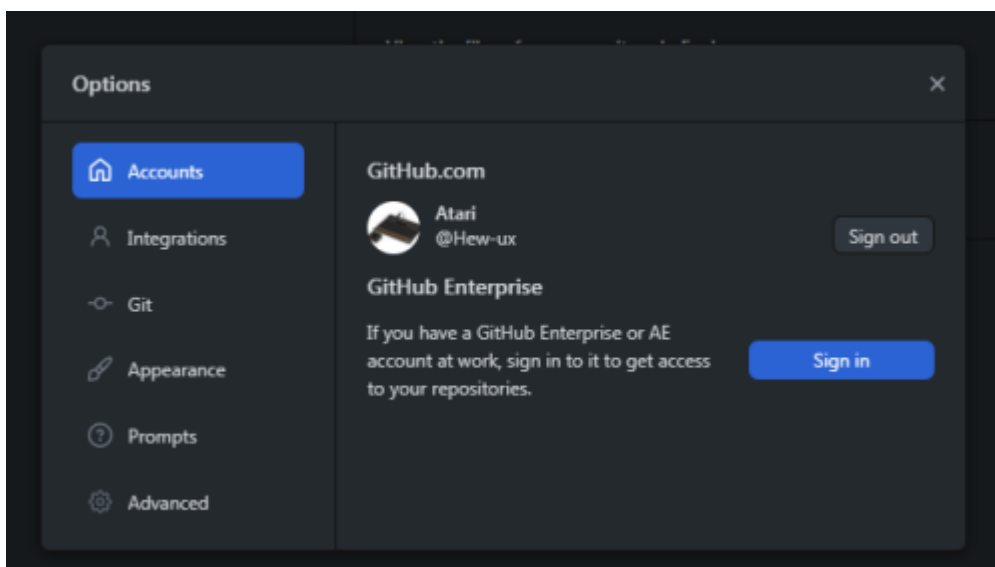 Options
Accounts
Integrations
Git
Appearance
Prompts
Advanced
GitHub.com
Atari
@Hew-ux
Sign out
GitHub Enterprise
If you have a GitHub Enterprise or AE
account at work, sign in to it to get access
to your repositories.
Sign in